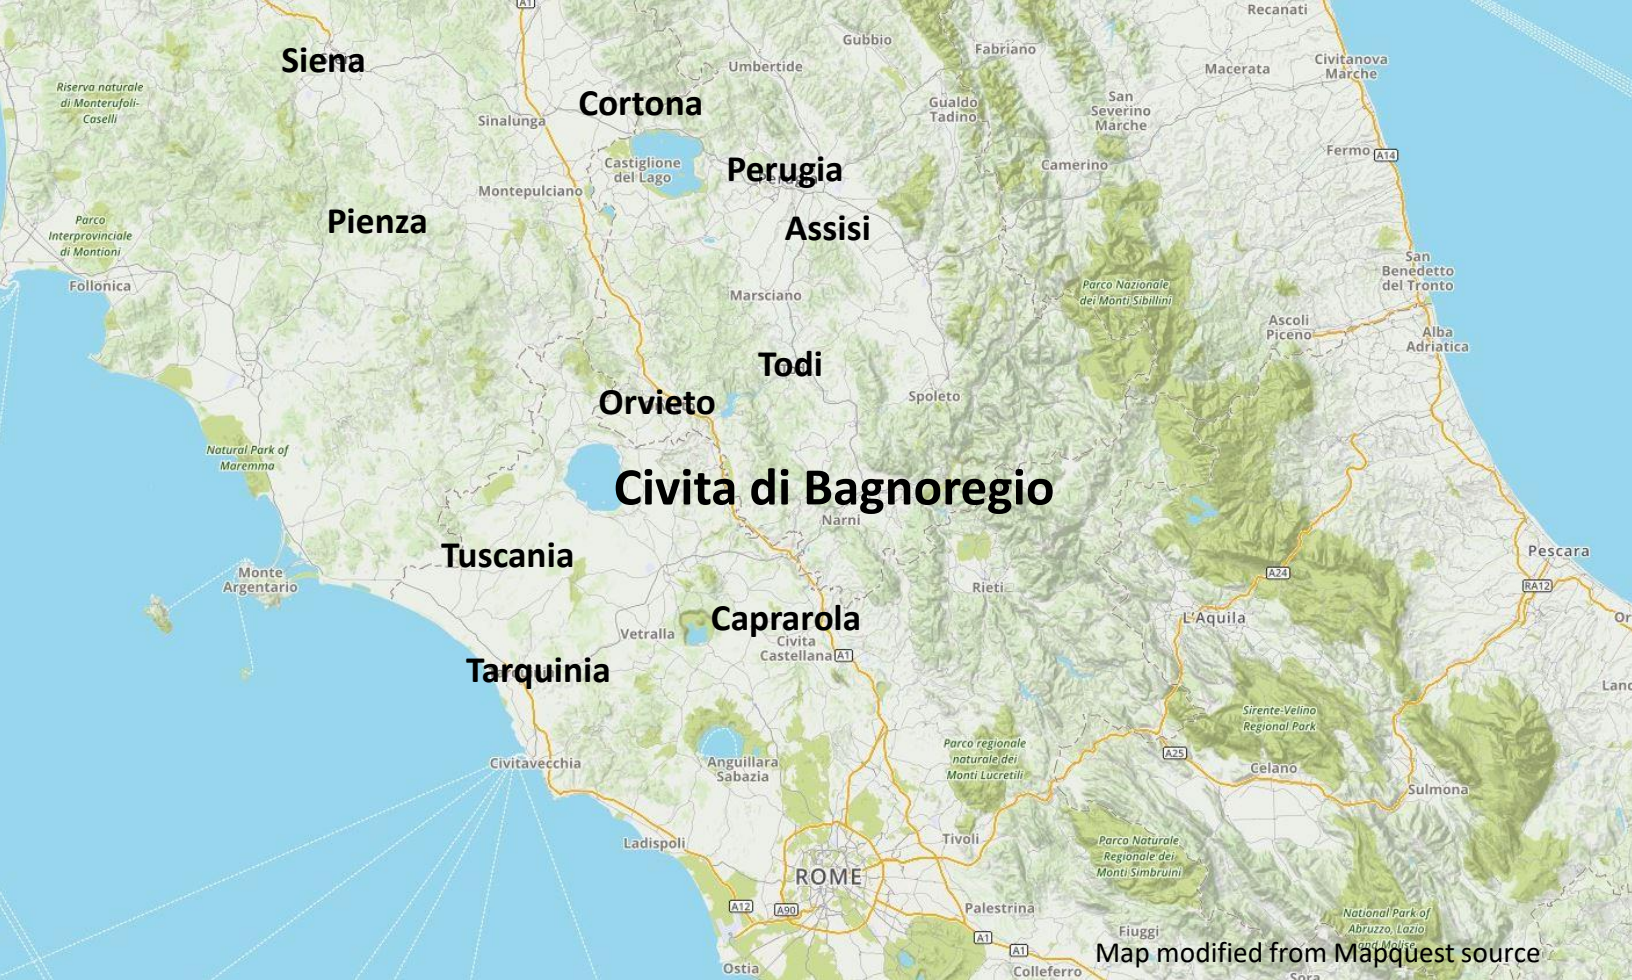 A1
Recanati
Gubbio
Fabriano
Siena
Umbertide
Macerata
Civitanova
Marche
Riserva naturale
di Monterufoli-
Caselli
Cortona
Sinalunga
Gualdo
Tadino
San
Severino
Marche
Fermo
A14
Castiglione
del Lago
Perugia
Camerino
Montepulciano
Pienza
Parco
Interprovinciale
di Montioni
Assisi
San
Benedetto
del Tronto
Follonica
Marsciano
Parco Nazionale
dei Monti Sibillini
Ascoli
Piceno
Alba
Adriatica
Todi
Orvieto
Spoleto
Natural Park of
Maremma
Civita di Bagnoregio
Narni
Tuscania
Pescara
Monte
Argentario
A24
RA12
Rieti
Caprarola
L'Aquila
Or
Vetralla
Civita
Castellana
A1
Tarquinia
Lanc
Sirente-Velino
Regional Park
Civitavecchia
Anguillara
Sabazia
Parco regionale
naturale dei
Monti Lucretili
A25
Celano
Sulmona
Ladispoli
Tivoli
Parco Naturale
Regionale dei
Monti Simbruini
ROME
A12
A90
Palestrina
National Park of
Abruzzo, Lazio
and Molise
A1
A1
Fiuggi
Map modified from Mapquest source
Ostia
Colleferro
Sora